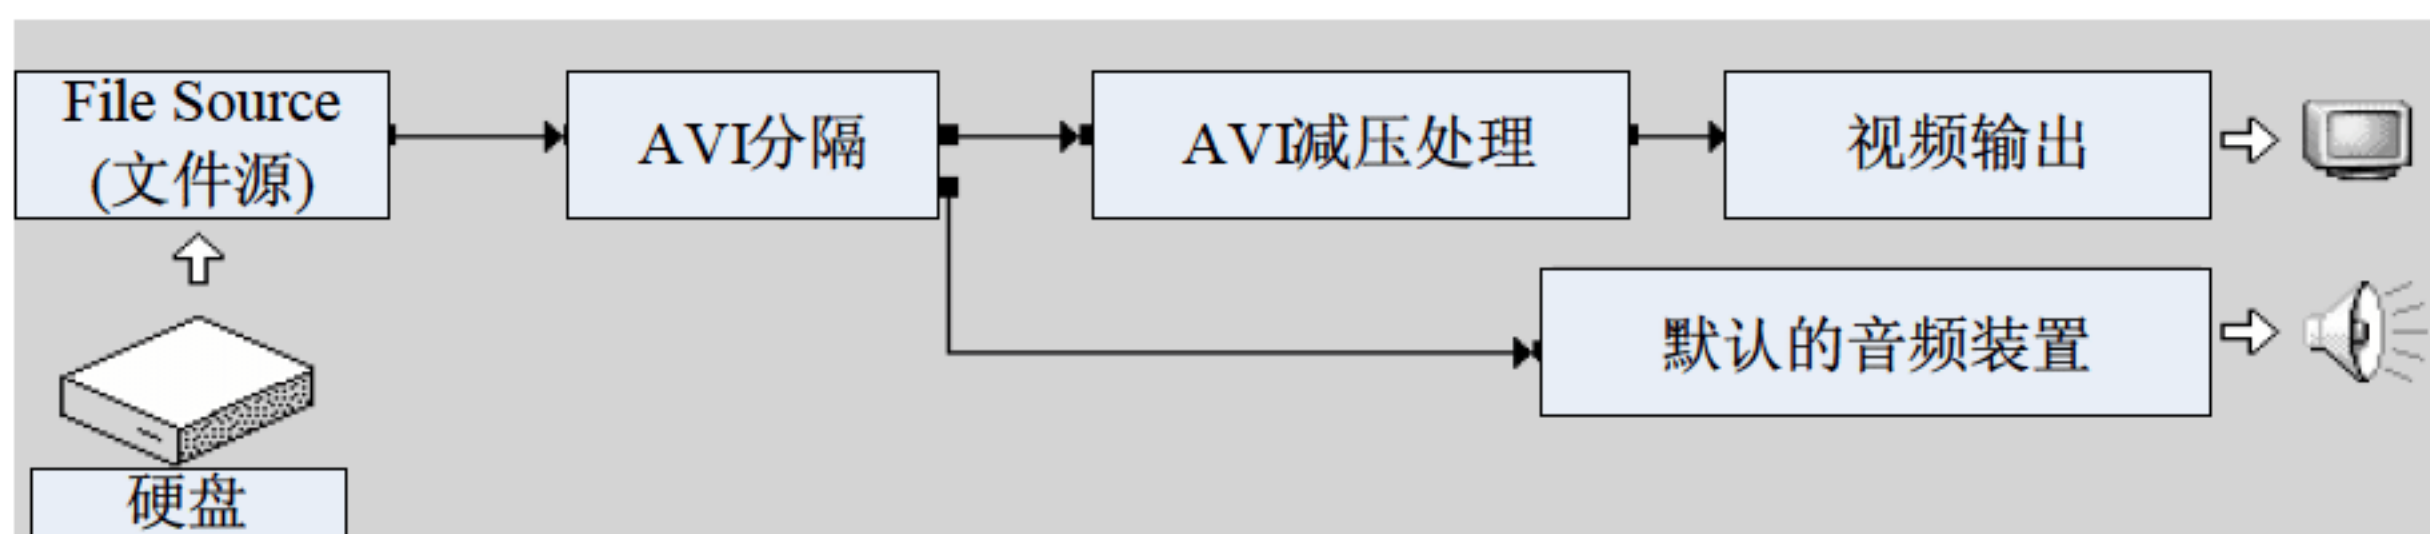 File Source
(文件源)
AVI分隔
AVI减压处理
视频输出
默认的音频装置
硬盘